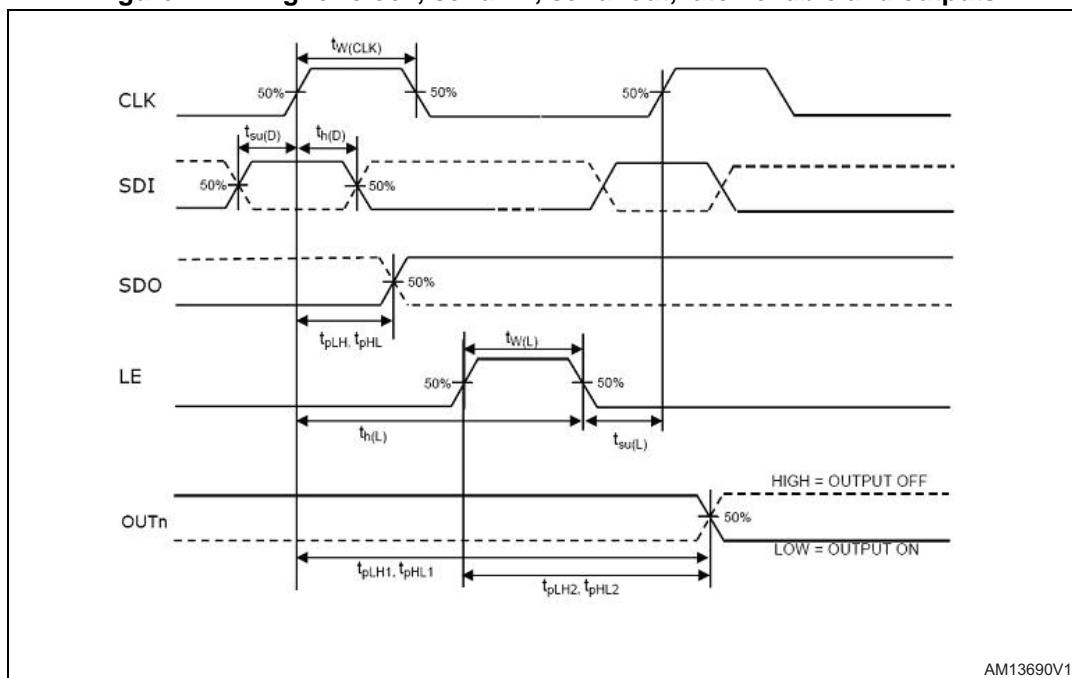 tW(CLK)
CLK
50%
50%
50%
tsu(D)
th(D)
SDI
50%
50%
SDO
50%
tpLH, tpHL
tW(L)
LE
50%
50%
th(L)
tsu(L)
HIGH = OUTPUT OFF
OUTn
50%
LOW = OUTPUT ON
tpLH1, tpHL1
tpLH2, tpHL2
AM13690V1